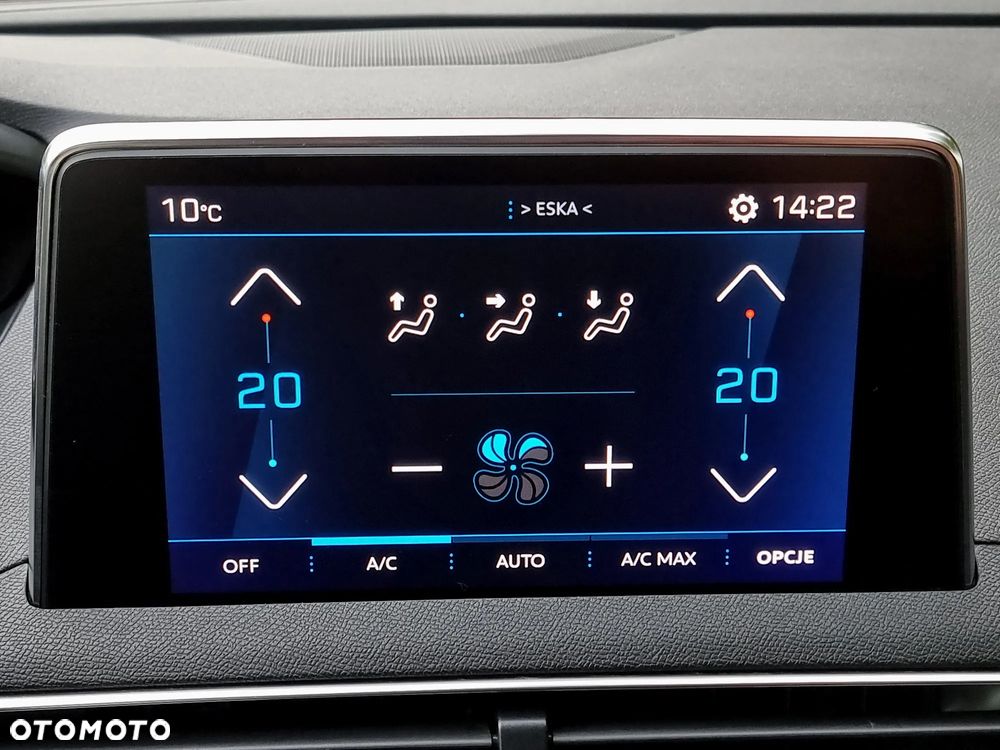 10°C > ESKA < 14:22
20 20
OFF A/C AUTO A/C MAX OPCJE
OTOMOTO